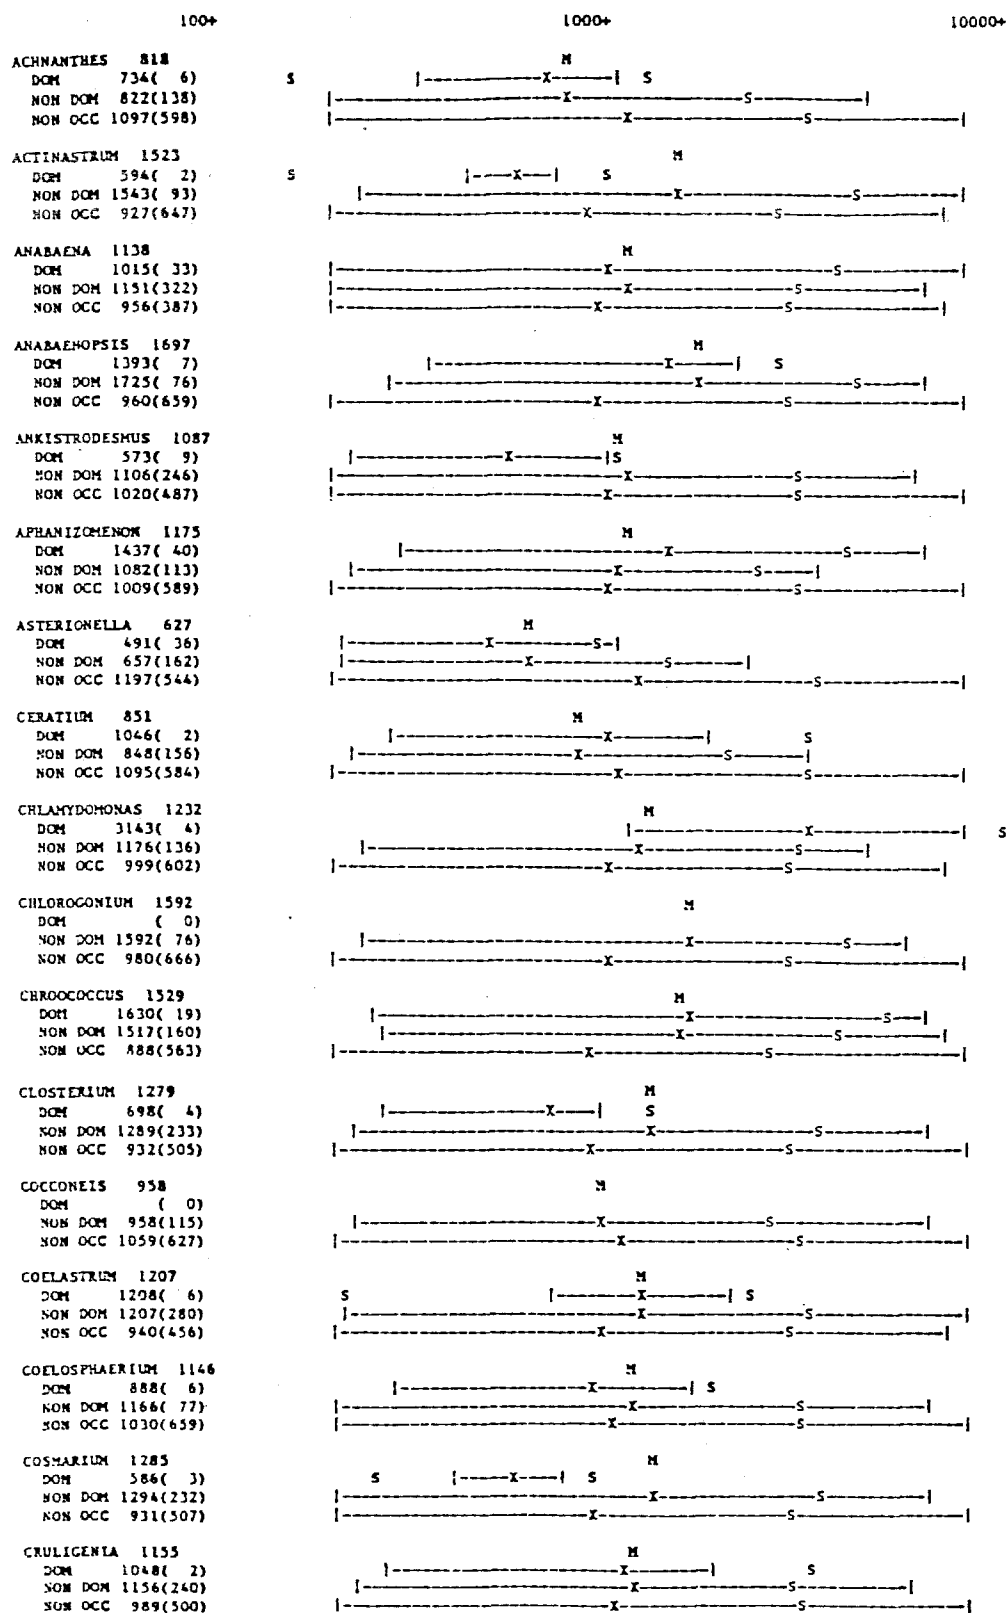 100+ 1000+ 10000+
ACHNANTHES 818 M
DOM 734( 6) S |-------X-----| S
NON DOM 822(138) |-------X-------S-------|
NON OCC 1097(598) |-------X-------S-------|
ACTINASTRUM 1523 M
DOM 594( 2) S |----X---| S
NON DOM 1543( 93) |-------X-------S-------|
NON OCC 927(647) |-------X-------S-------|
ANABAENA 1138 M
DOM 1015( 33) |-------X-------S-------|
NON DOM 1151(322) |-------X-------S-------|
NON OCC 956(387) |-------X-------S-------|
ANABAENOPSIS 1697 M
DOM 1393( 7) |-------X-----| S
NON DOM 1725( 76) |-------X-------S-------|
NON OCC 960(659) |-------X-------S-------|
ANKISTRODESMUS 1087 M
DOM 573( 9) |-------X-------|S
NON DOM 1106(246) |-------X-------S-------|
NON OCC 1020(487) |-------X-------S-------|
APHANIZOMENON 1175 M
DOM 1437( 40) |-------X-------S-------|
NON DOM 1082(113) |-------X-------S-----|
NON OCC 1009(589) |-------X-------S-------|
ASTERIONELLA 627 M
DOM 491( 36) |-------X-------S-|
NON DOM 657(162) |-------X-------S-------|
NON OCC 1197(544) |-------X-------S-------|
CERATIUM 851 M
DOM 1046( 2) |-------X-------| S
NON DOM 848(156) |-------X-------S-------|
NON OCC 1095(584) |-------X-------S-------|
CHLAMYDOMONAS 1232 M
DOM 3143( 4) |-------X-------| S
NON DOM 1176(136) |-------X-------S-----|
NON OCC 999(602) |-------X-------S-------|
CHLOROGONIUM 1592 M
DOM ( 0)
NON DOM 1592( 76) |-------X-------S-----|
NON OCC 980(666) |-------X-------S-------|
CHROOCOCCUS 1529 M
DOM 1630( 19) |-------X-------S---|
NON DOM 1517(160) |-------X-------S-------|
NON OCC 888(563) |-------X-------S-------|
CLOSTERIUM 1279 M
DOM 698( 4) |-------X----| S
NON DOM 1289(233) |-------X-------S-------|
NON OCC 932(505) |-------X-------S-------|
COCCONEIS 958 M
DOM ( 0)
NON DOM 958(115) |-------X-------S-------|
NON OCC 1059(627) |-------X-------S-------|
COELASTRUM 1207 M
DOM 1208( 6) S |-------X-------| S
NON DOM 1207(280) |-------X-------S-------|
NOS OCC 940(456) |-------X-------S-------|
COELOSPHAERIUM 1146 M
DOM 888( 6) |-------X-------| S
NON DOM 1166( 77) |-------X-------S-------|
NON OCC 1030(659) |-------X-------S-------|
COSMARIUM 1285 M
DOM 586( 3) S |-----X----| S
NON DOM 1294(232) |-------X-------S-------|
NON OCC 931(507) |-------X-------S-------|
CRULIGENIA 1155 M
DOM 1048( 2) |-------X-------| S
NON DOM 1156(240) |-------X-------S-------|
NON OCC 989(500) |-------X-------S-------|